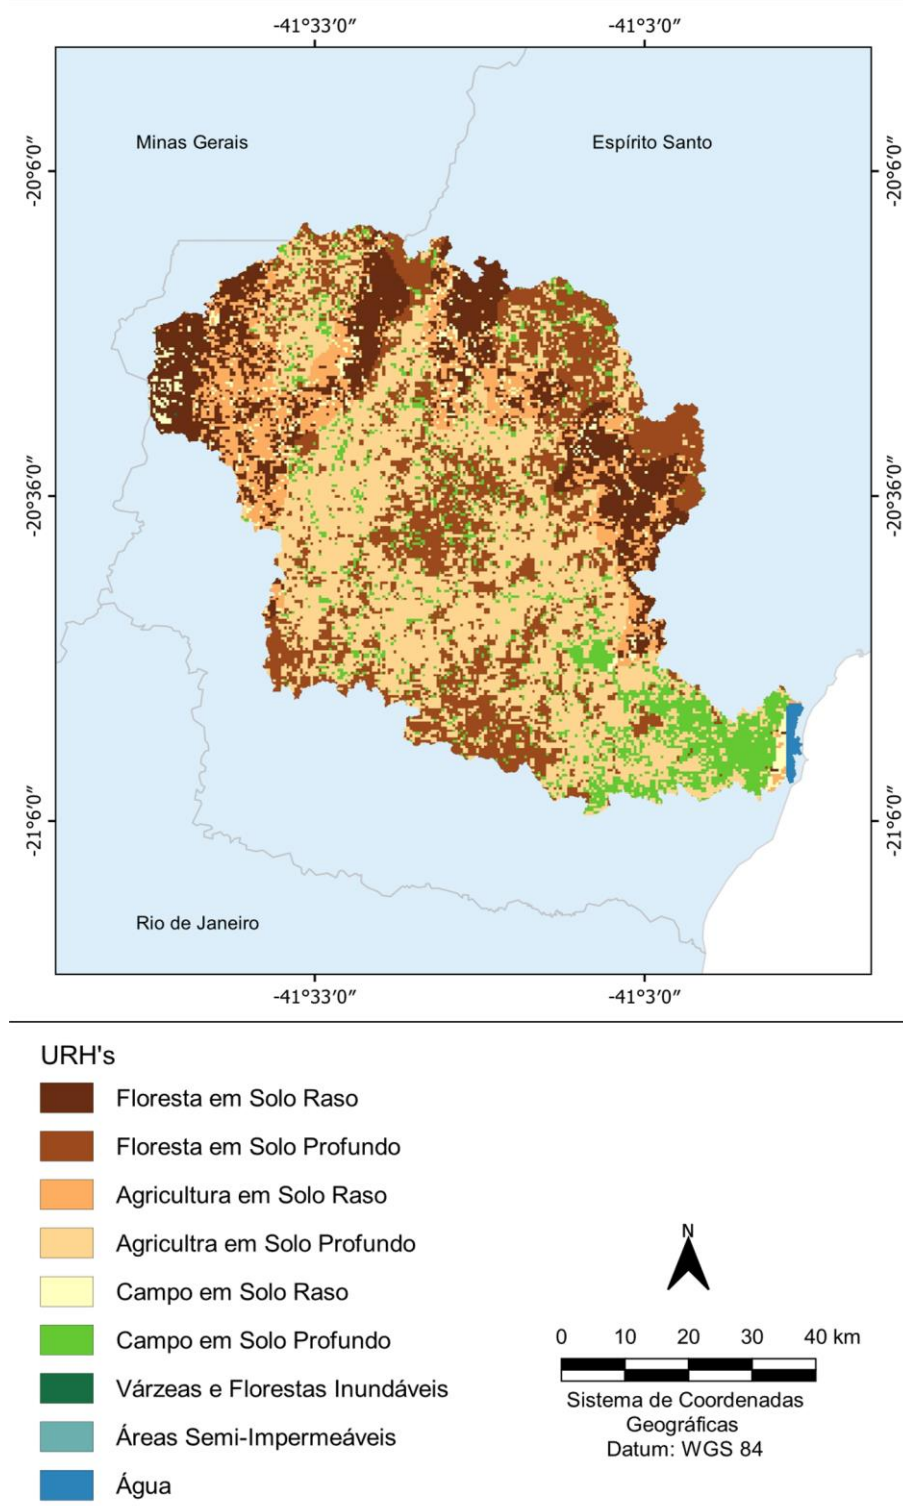 -41°33′0″
-41°3′0″
Minas Gerais
Espírito Santo
-20°6′0″
-20°6′0″
-20°36′0″
-20°36′0″
-21°6′0″
-21°6′0″
Rio de Janeiro
-41°33′0″
-41°3′0″
URH's
Floresta em Solo Raso
Floresta em Solo Profundo
Agricultura em Solo Raso
Agricultra em Solo Profundo
Campo em Solo Raso
Campo em Solo Profundo
Várzeas e Florestas Inundáveis
Áreas Semi-Impermeáveis
Água
N
0 10 20 30 40 km
Sistema de Coordenadas
Geográficas
Datum: WGS 84